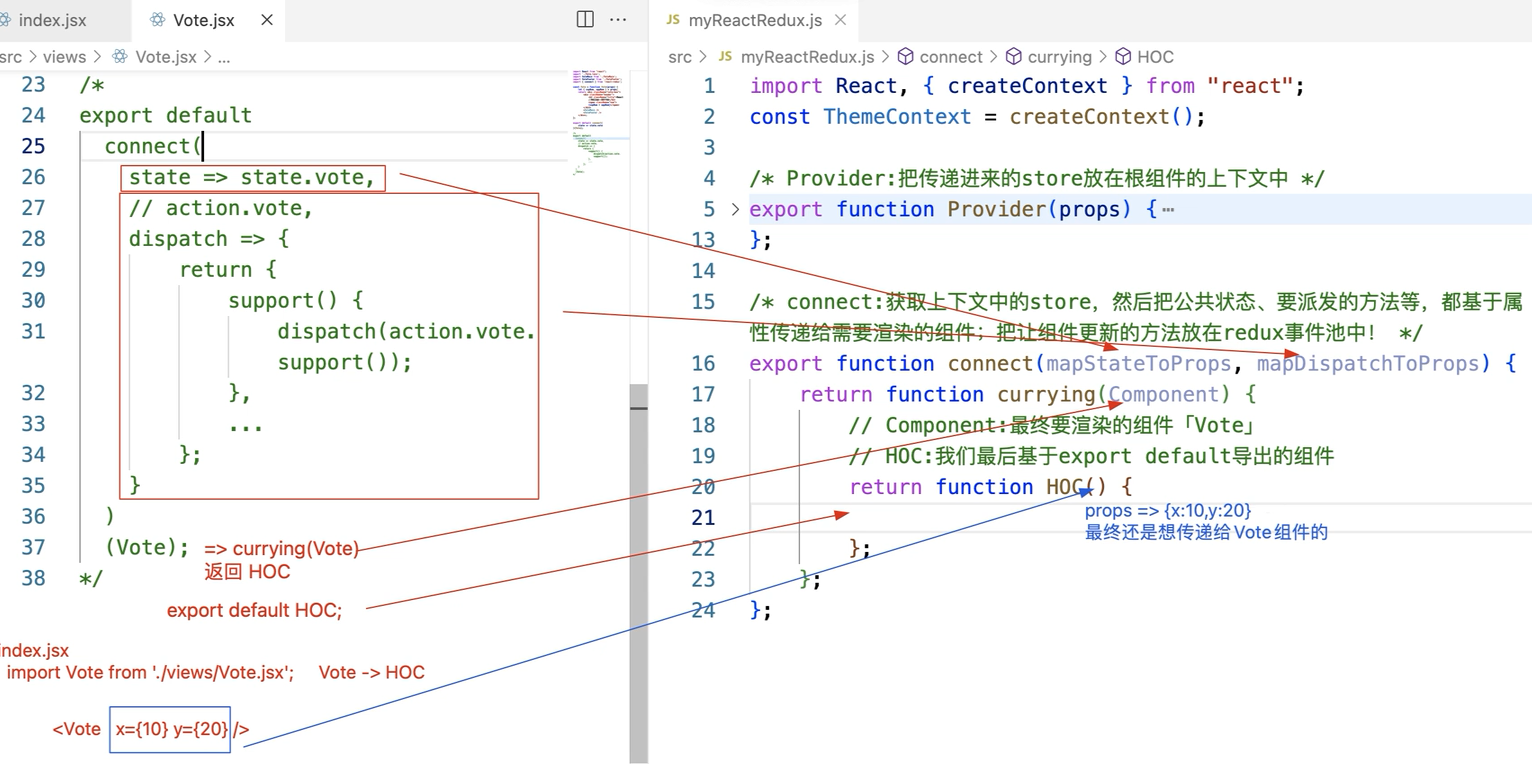 index.jsx
Vote.jsx
src > views > Vote.jsx > ...
23 /*
24 export default
25 connect(
26 state => state.vote,
27 // action.vote,
28 dispatch => {
29 return {
30 support() {
31 dispatch(action.vote.
support());
32 },
33 ...
34 };
35 }
36 )
37 (Vote); => currying(Vote)
返回 HOC
38 */
export default HOC;
index.jsx
import Vote from './views/Vote.jsx'; Vote -> HOC
<Vote x={10} y={20} />
JS myReactRedux.js
src > JS myReactRedux.js > connect > currying > HOC
1 import React, { createContext } from "react";
2 const ThemeContext = createContext();
3
4 /* Provider:把传递进来的store放在根组件的上下文中 */
5 export function Provider(props) {⋯
13 };
14
15 /* connect:获取上下文中的store，然后把公共状态、要派发的方法等，都基于属
性传递给需要渲染的组件；把让组件更新的方法放在redux事件池中！ */
16 export function connect(mapStateToProps, mapDispatchToProps) {
17 return function currying(Component) {
18 // Component:最终要渲染的组件「Vote」
19 // HOC:我们最后基于export default导出的组件
20 return function HOC() {
props => {x:10,y:20}
21
最终还是想传递给Vote组件的
22 };
23 };
24 };